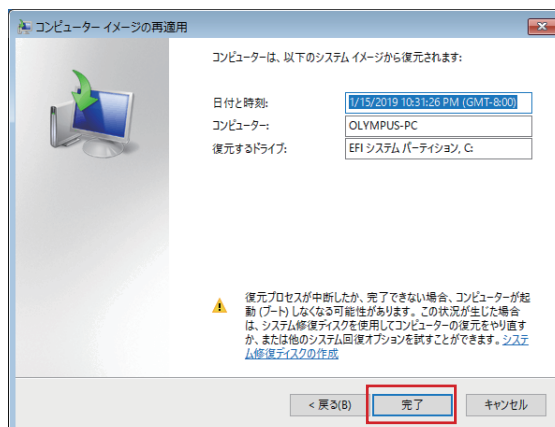 コンピューター イメージの再適用
コンピューターは、以下のシステム イメージから復元されます:
日付と時刻: 1/15/2019 10:31:26 PM (GMT-8:00)
コンピューター: OLYMPUS-PC
復元するドライブ: EFI システム パーティション, C:
復元プロセスが中断したか、完了できない場合、コンピューターが起
動 (ブート) しなくなる可能性があります。この状況が生じた場合
は、システム修復ディスクを使用してコンピューターの復元をやり直す
か、または他のシステム回復オプションを試すことができます。システ
ム修復ディスクの作成
< 戻る(B) 完了 キャンセル